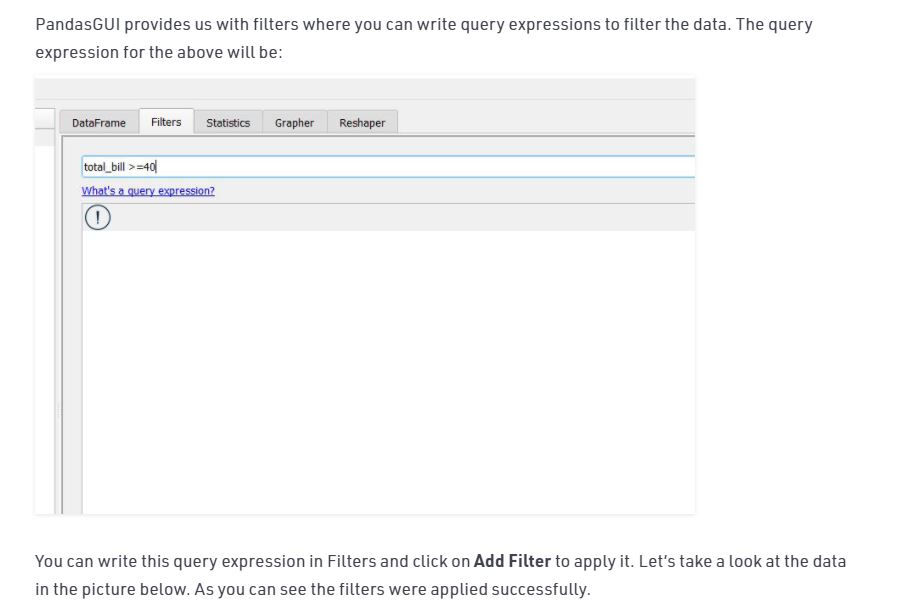 PandasGUI provides us with filters where you can write query expressions to filter the data. The query
expression for the above will be:
DataFrame Filters Statistics Grapher Reshaper
total_bill >=40
What's a query expression?
!
You can write this query expression in Filters and click on Add Filter to apply it. Let's take a look at the data
in the picture below. As you can see the filters were applied successfully.